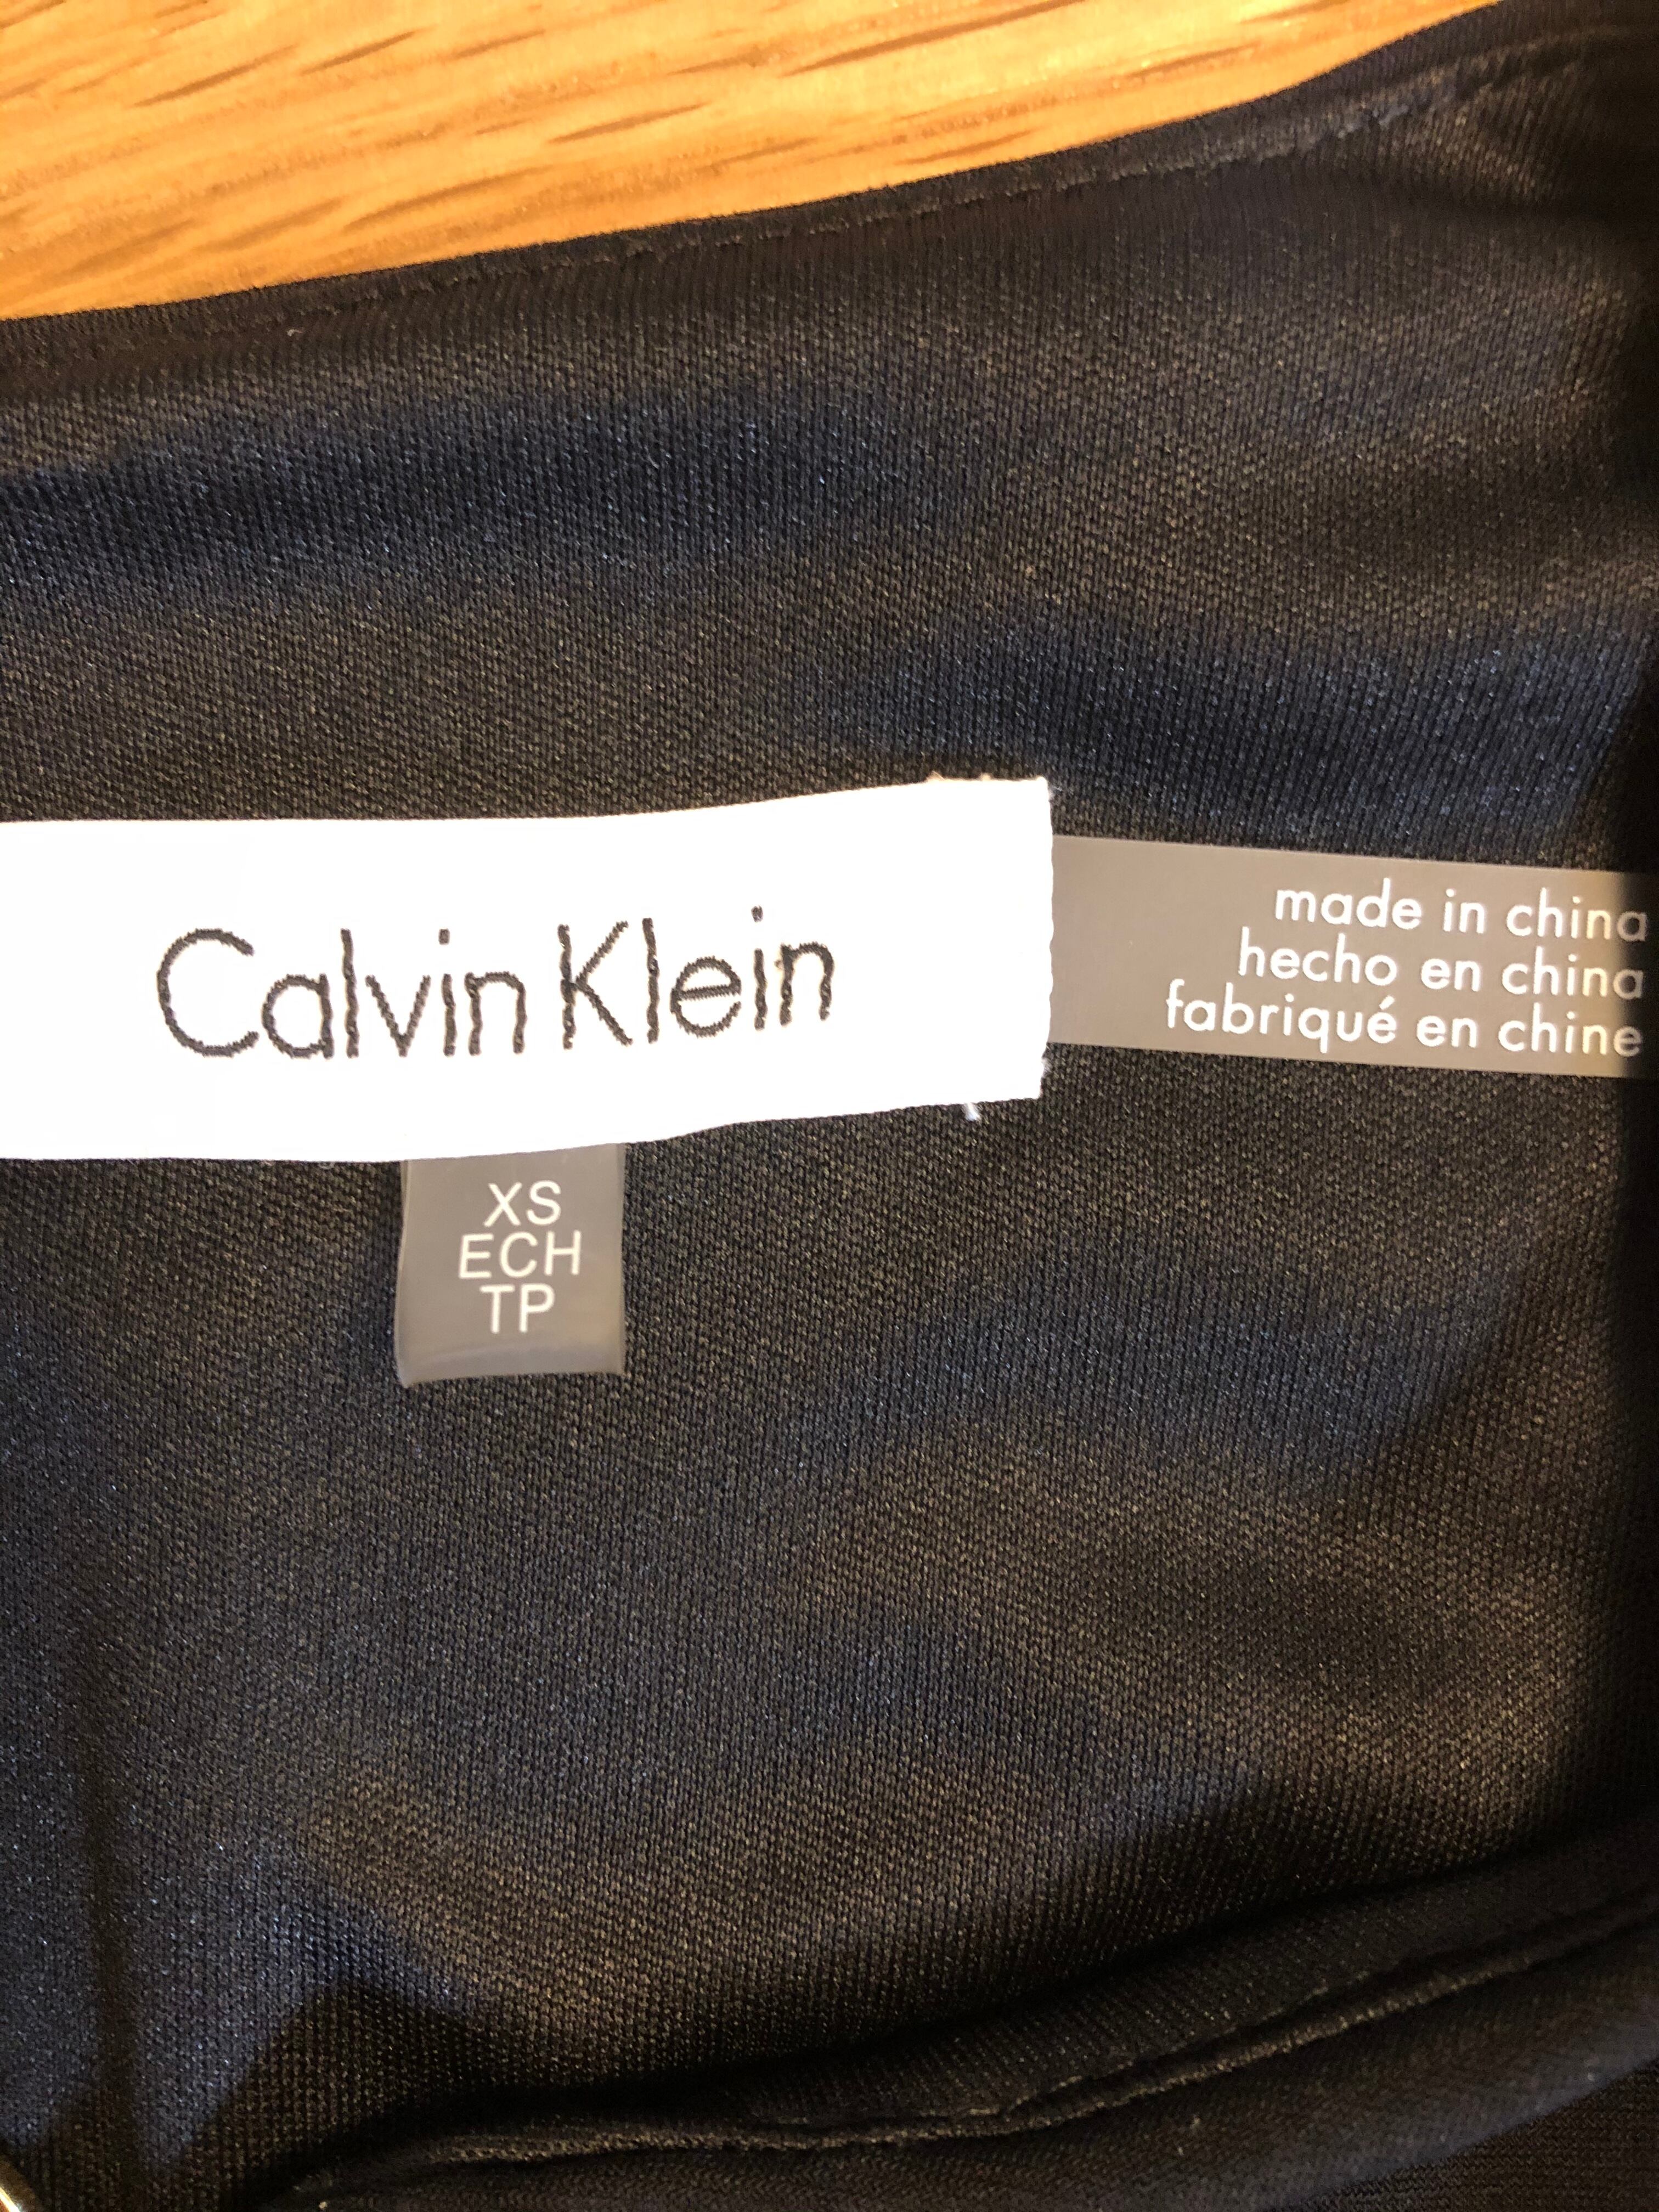 Calvin Klein
made in china
hecho en china
fabriqué en chine
XS
ECH
TP